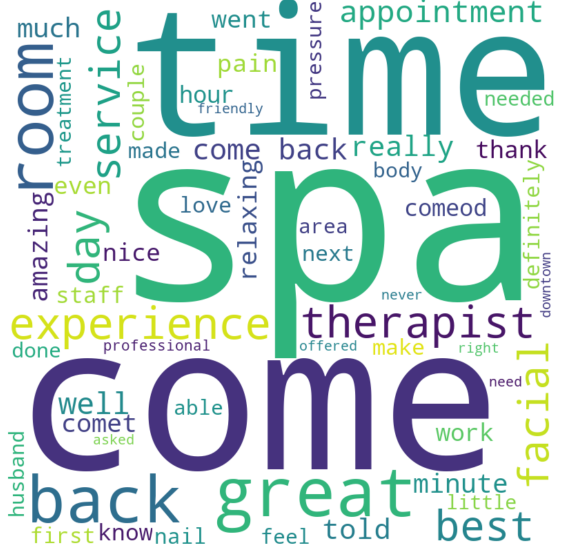 much
went
pressure
appointment
time
room
treatment
service
couple
pain
hour
friendly
needed
made
come back
really
thank
even
amazing
day
nice
relaxingn
love
spa
body
area
next
comeod
definitely
downtown
staff
never
experience
therapist
done
professional
offered
make
right
come
need
facial
well
comet
asked
able
work
husband
back
great
minute
little
first
know
nail
feel
told
best